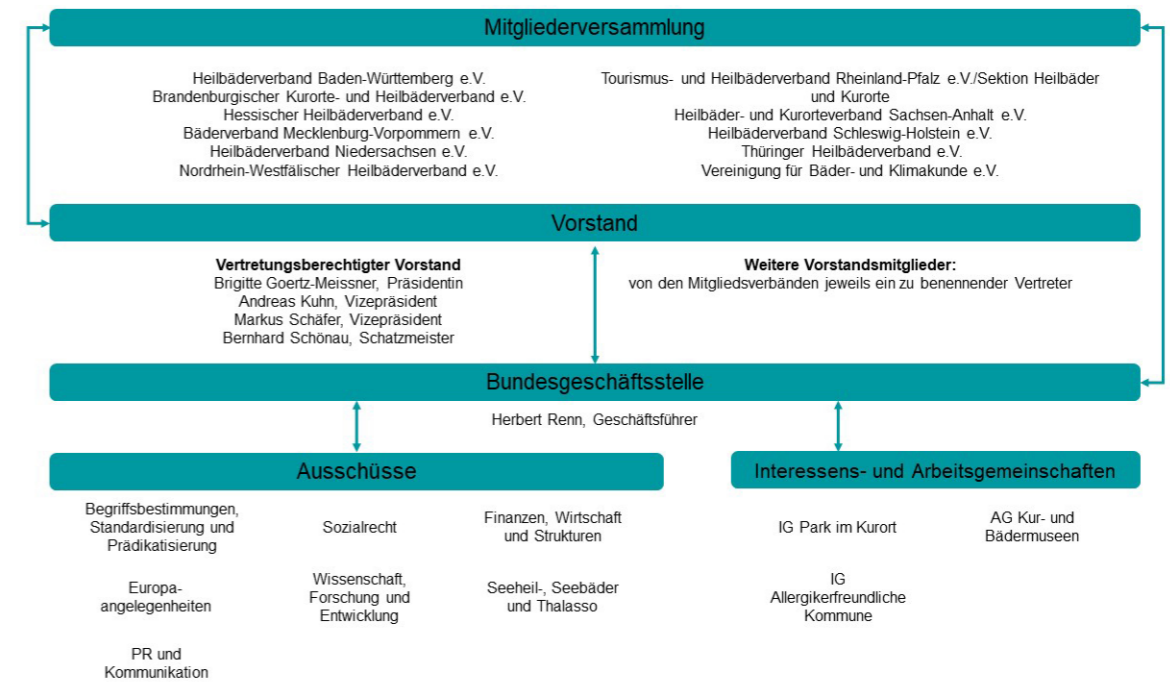 Mitgliederversammlung
Heilbäderverband Baden-Württemberg e.V.
Brandenburgischer Kurorte- und Heilbäderverband e.V.
Hessischer Heilbäderverband e.V.
Bäderverband Mecklenburg-Vorpommern e.V.
Heilbäderverband Niedersachsen e.V.
Nordrhein-Westfälischer Heilbäderverband e.V.
Tourismus- und Heilbäderverband Rheinland-Pfalz e.V./Sektion Heilbäder
und Kurorte
Heilbäder- und Kurorteverband Sachsen-Anhalt e.V.
Heilbäderverband Schleswig-Holstein e.V.
Thüringer Heilbäderverband e.V.
Vereinigung für Bäder- und Klimakunde e.V.
Vorstand
Vertretungsberechtigter Vorstand
Brigitte Goertz-Meissner, Präsidentin
Andreas Kuhn, Vizepräsident
Markus Schäfer, Vizepräsident
Bernhard Schönau, Schatzmeister
Weitere Vorstandsmitglieder:
von den Mitgliedsverbänden jeweils ein zu benennender Vertreter
Bundesgeschäftsstelle
Herbert Renn, Geschäftsführer
Ausschüsse
Begriffsbestimmungen,
Standardisierung und
Prädikatisierung
Sozialrecht
Finanzen, Wirtschaft
und Strukturen
Europa-
angelegenheiten
Wissenschaft,
Forschung und
Entwicklung
Seeheil-, Seebäder
und Thalasso
PR und
Kommunikation
Interessens- und Arbeitsgemeinschaften
IG Park im Kurort
AG Kur- und
Bädermuseen
IG
Allergikerfreundliche
Kommune